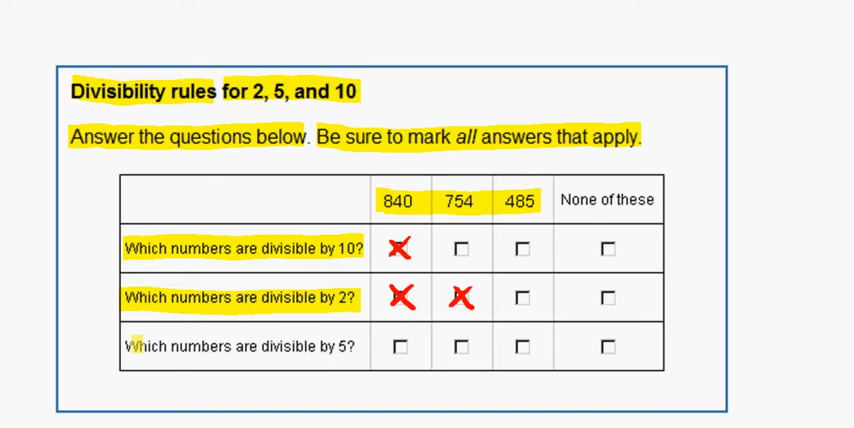 Divisibility rules for 2, 5, and 10
Answer the questions below. Be sure to mark all answers that apply.
840 754 485 None of these
Which numbers are divisible by 10?
Which numbers are divisible by 2?
Which numbers are divisible by 5?